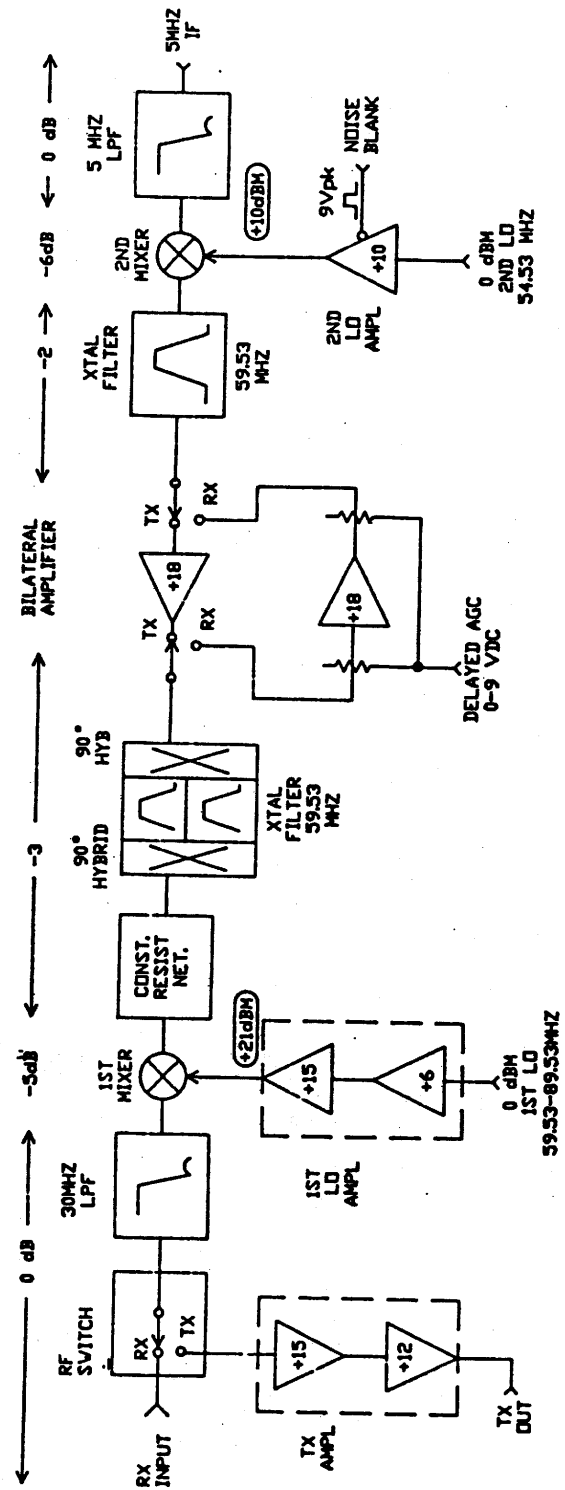 0 dB
-5dB
-3
BILATERAL
AMPLIFIER
-2
-6dB
0 dB
RF
SWITCH
30MHZ
LPF
1ST
MIXER
CONST.
RESIST
NET.
90°
HYBRID
90°
HYB
XTAL
FILTER
59.53
MHZ
TX
TX
+18
RX
RX
+18
DELAYED AGC
0-9 VDC
XTAL
FILTER
59.53
MHZ
2ND
MIXER
5 MHZ
LPF
5MHZ
IF
RX
INPUT
RX
TX
TX
AMPL
+15
+12
TX
OUT
1ST
LO
AMPL
+21dBM
+15
+6
0 dBM
1ST LO
59.53-89.53MHZ
2ND
LO
AMPL
+10dBM
+10
9Vpk
NOISE
BLANK
0 dBM
2ND LO
54.53 MHZ